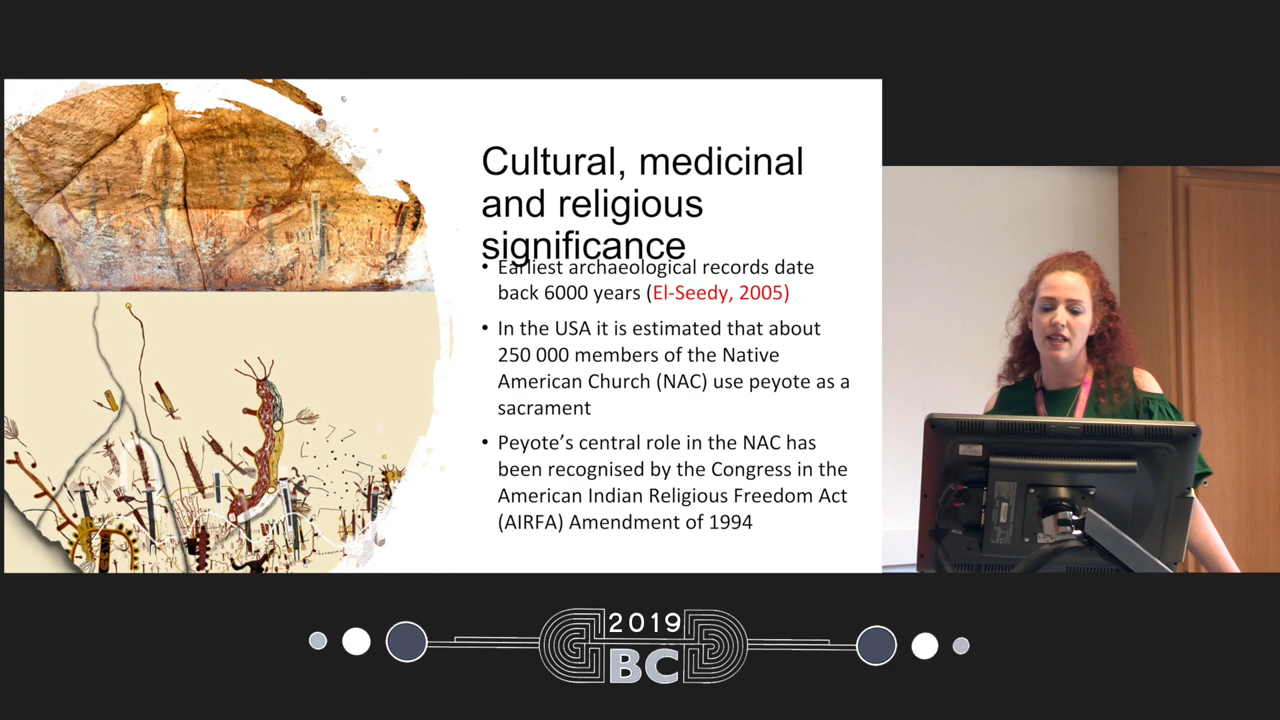 Cultural, medicinal
and religious
significance
• Earliest archaeological records date
back 6000 years (El-Seedy, 2005)
• In the USA it is estimated that about
250 000 members of the Native
American Church (NAC) use peyote as a
sacrament
• Peyote’s central role in the NAC has
been recognised by the Congress in the
American Indian Religious Freedom Act
(AIRFA) Amendment of 1994
2019
BC